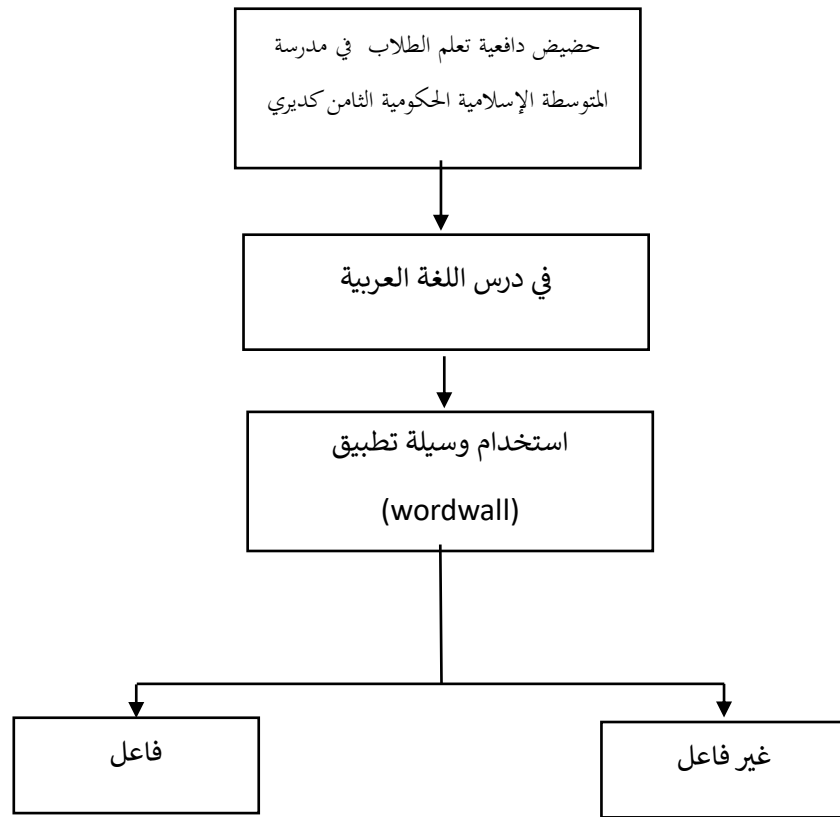 حضيض دافعية تعلم الطلاب في مدرسة
المتوسطة الإسلامية الحكومية الثامن كديري
في درس اللغة العربية
استخدام وسيلة تطبيق
(wordwall)
غير فاعل
فاعل